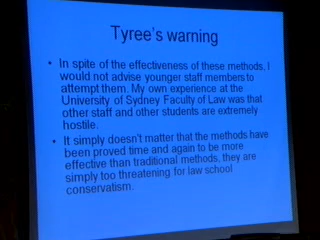 Tyree's warning
• In spite of the effectiveness of these methods, I
would not advise younger staff members to
attempt them. My own experience at the
University of Sydney Faculty of Law was that
other staff and other students are extremely
hostile.
• It simply doesn't matter that the methods have
been proved time and again to be more
effective than traditional methods, they are
simply too threatening for law school
conservatism.